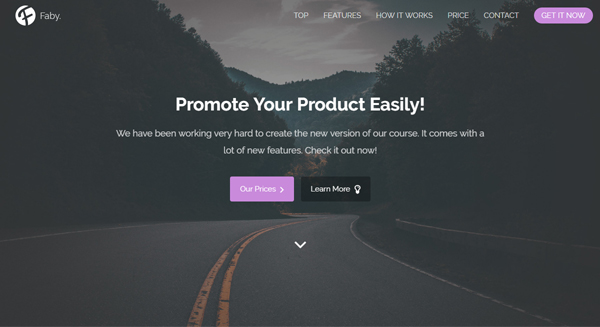 Faby.
TOP FEATURES HOW IT WORKS PRICE CONTACT GET IT NOW
Promote Your Product Easily!
We have been working very hard to create the new version of our course. It comes with a
lot of new features. Check it out now!
Our Prices Learn More